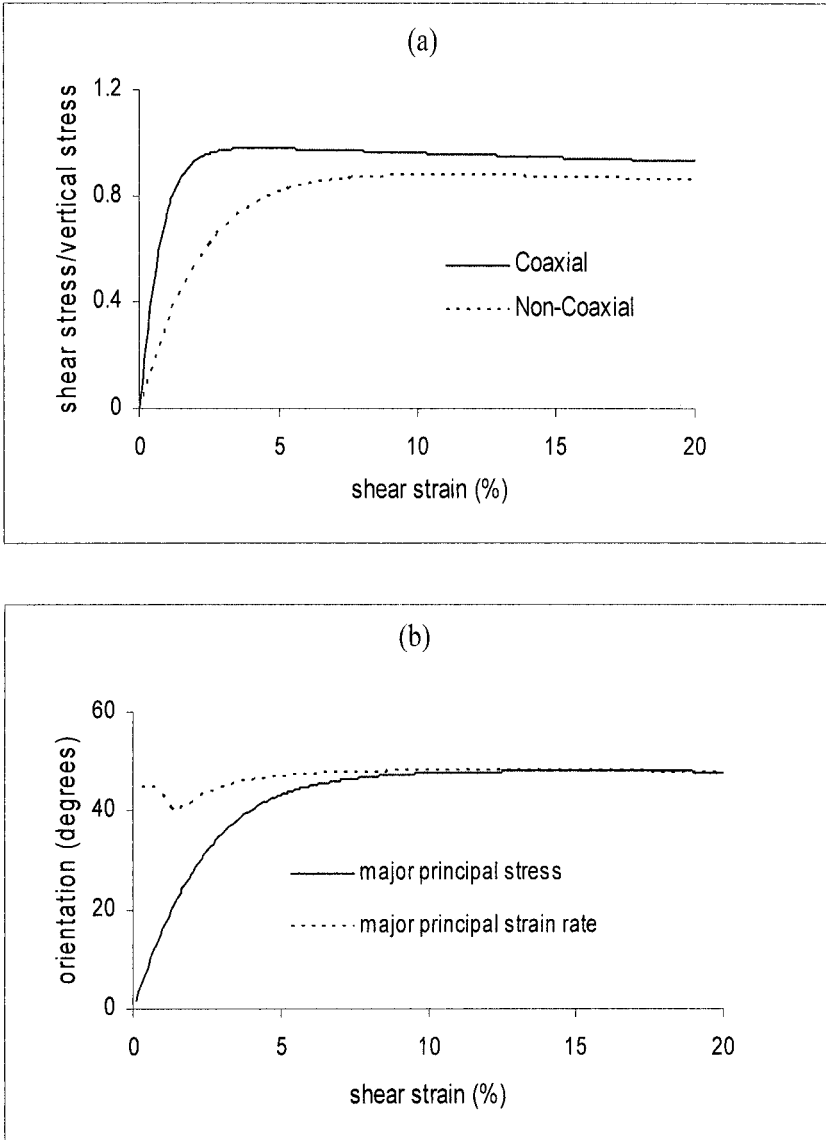 (a)
shear stress/vertical stress
1.2
0.8
0.4
0
Coaxial
Non-Coaxial
0 5 10 15 20
shear strain (%)
(b)
orientation (degrees)
60
40
20
0
major principal stress
major principal strain rate
0 5 10 15 20
shear strain (%)